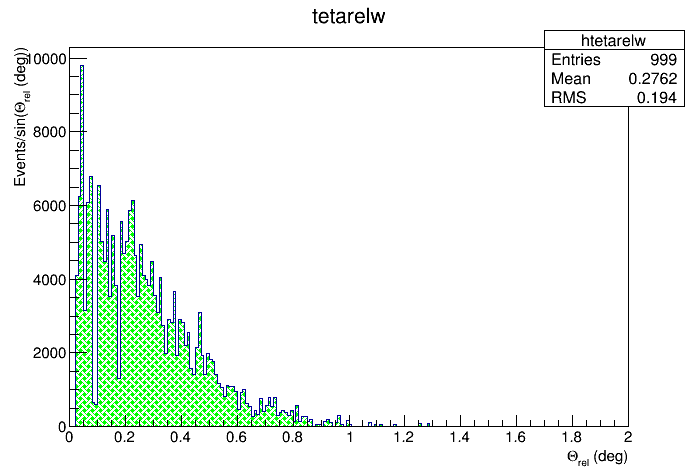 tetarelw
htetarelw
Entries 999
Mean 0.2762
RMS 0.194
Events/sin(Θrel (deg))
10000
8000
6000
4000
2000
0
0 0.2 0.4 0.6 0.8 1 1.2 1.4 1.6 1.8 2
Θrel (deg)